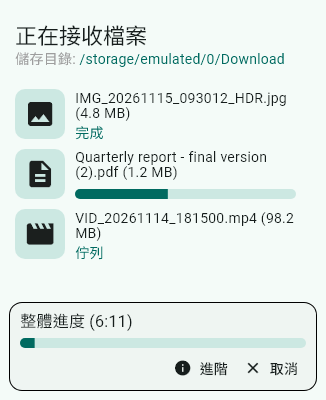 正在接收檔案
儲存目錄: /storage/emulated/0/Download
IMG_20261115_093012_HDR.jpg
(4.8 MB)
完成
Quarterly report - final version
(2).pdf (1.2 MB)
VID_20261114_181500.mp4 (98.2
MB)
佇列
整體進度 (6:11)
進階
取消